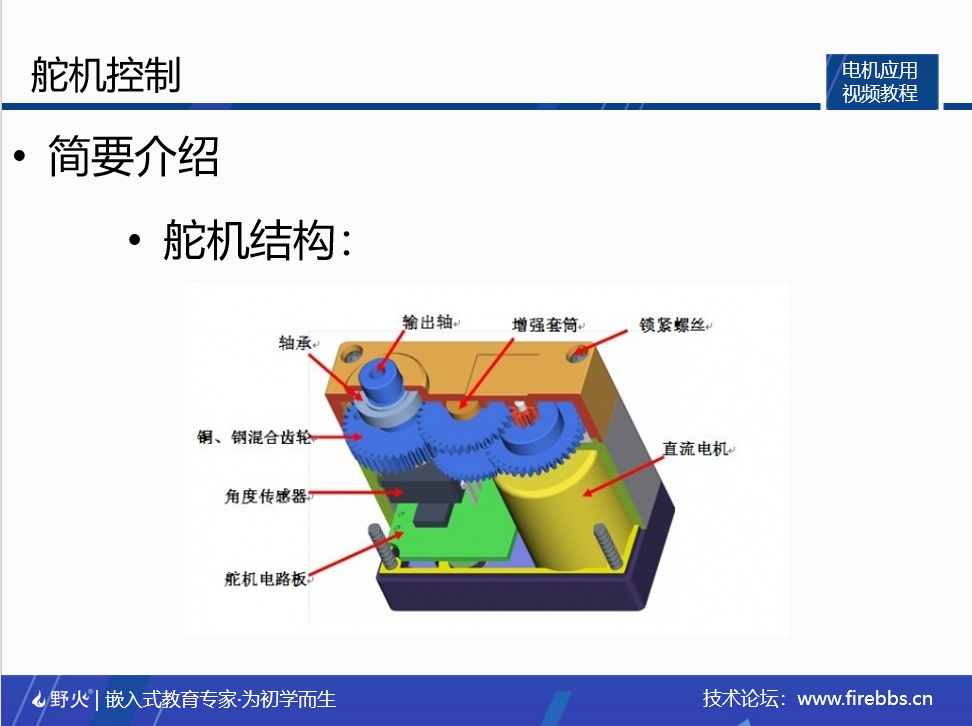 舵机控制
电机应用
视频教程
• 简要介绍
• 舵机结构：
输出轴
增强套筒
锁紧螺丝
轴承
铜、钢混合齿轮
直流电机
角度传感器
舵机电路板
野火® | 嵌入式教育专家·为初学而生
技术论坛：www.firebbs.cn